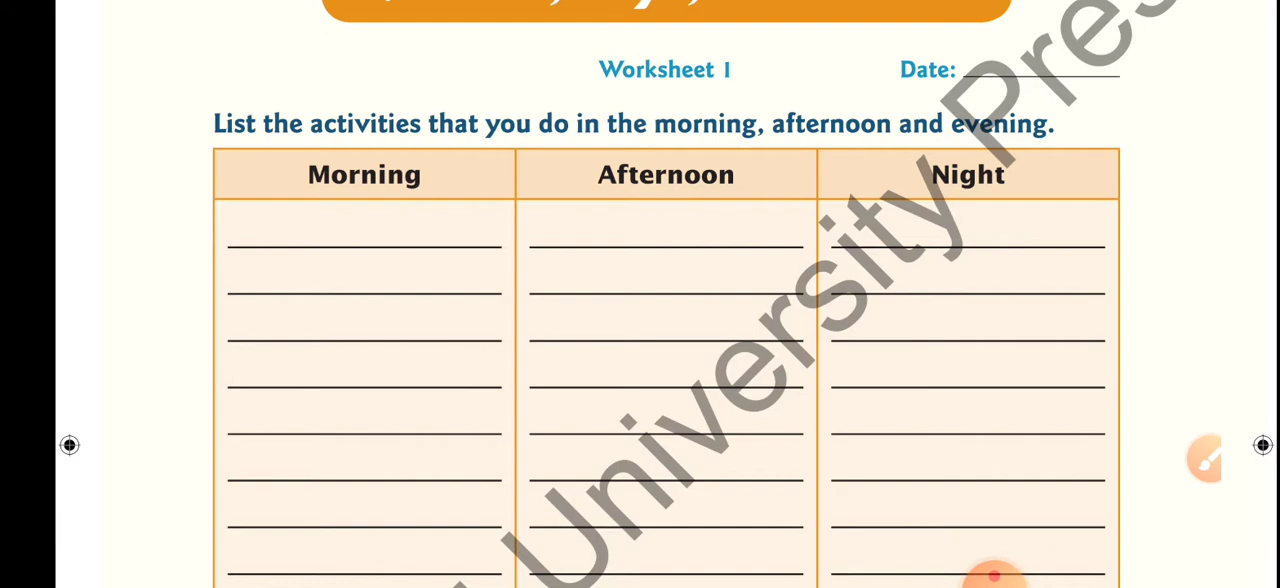 Worksheet 1
Date:
List the activities that you do in the morning, afternoon and evening.
Morning
Afternoon
Night
University Press